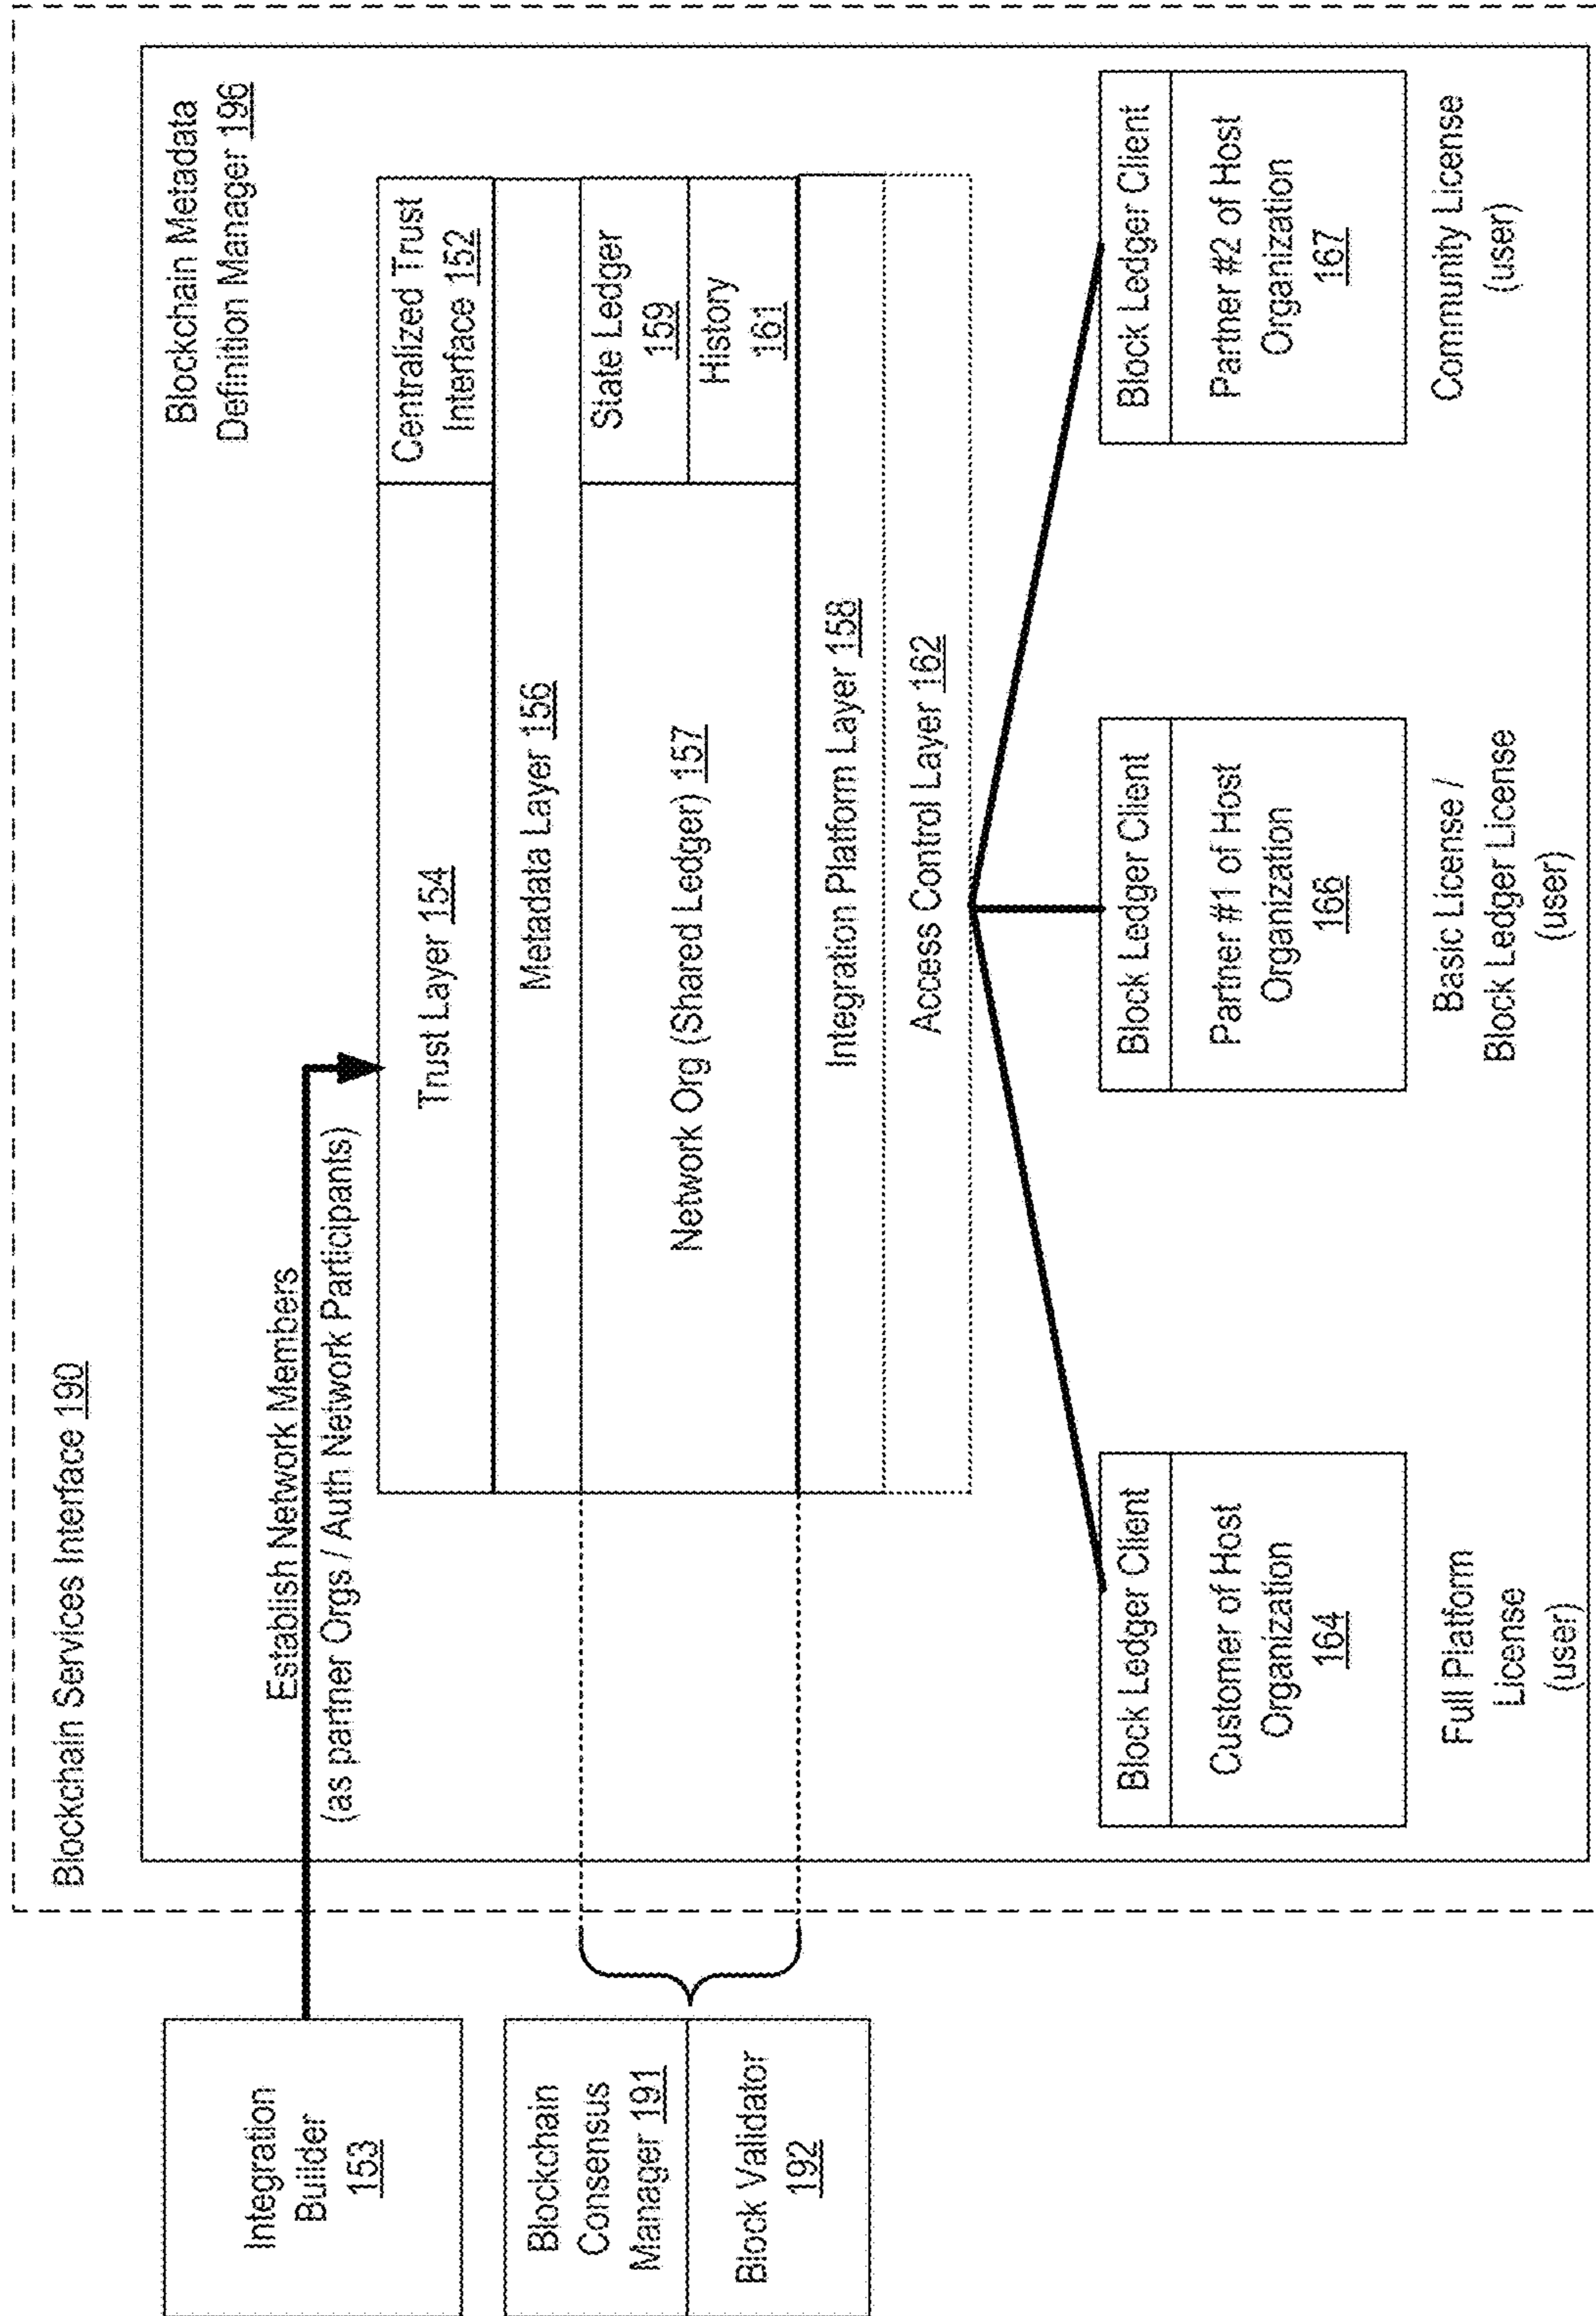 Blockchain Services Interface 190
Blockchain Metadata
Definition Manager 196
Integration
Builder
153
Establish Network Members
(as partner Orgs / Auth Network Participants)
Trust Layer 154
Centralized Trust
Interface 152
Metadata Layer 156
Blockchain
Consensus
Manager 191
Block Validator
192
Network Org (Shared Ledger) 157
State Ledger
159
History
161
Integration Platform Layer 158
Access Control Layer 162
Block Ledger Client
Customer of Host
Organization
164
Full Platform
License
(user)
Block Ledger Client
Partner #1 of Host
Organization
166
Basic License /
Block Ledger License
(user)
Block Ledger Client
Partner #2 of Host
Organization
167
Community License
(user)